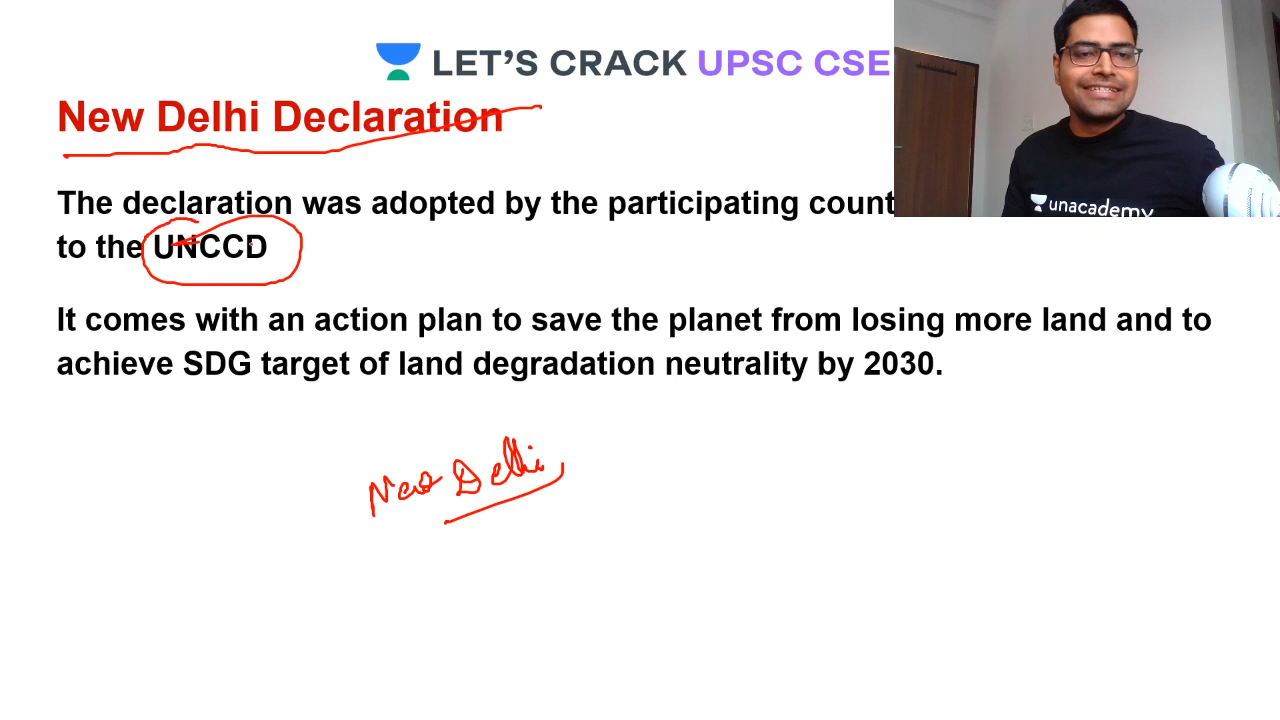 LET'S CRACK UPSC CSE
New Delhi Declaration
The declaration was adopted by the participating count
to the UNCCD
It comes with an action plan to save the planet from losing more land and to
achieve SDG target of land degradation neutrality by 2030.
New Delhi
unacademy